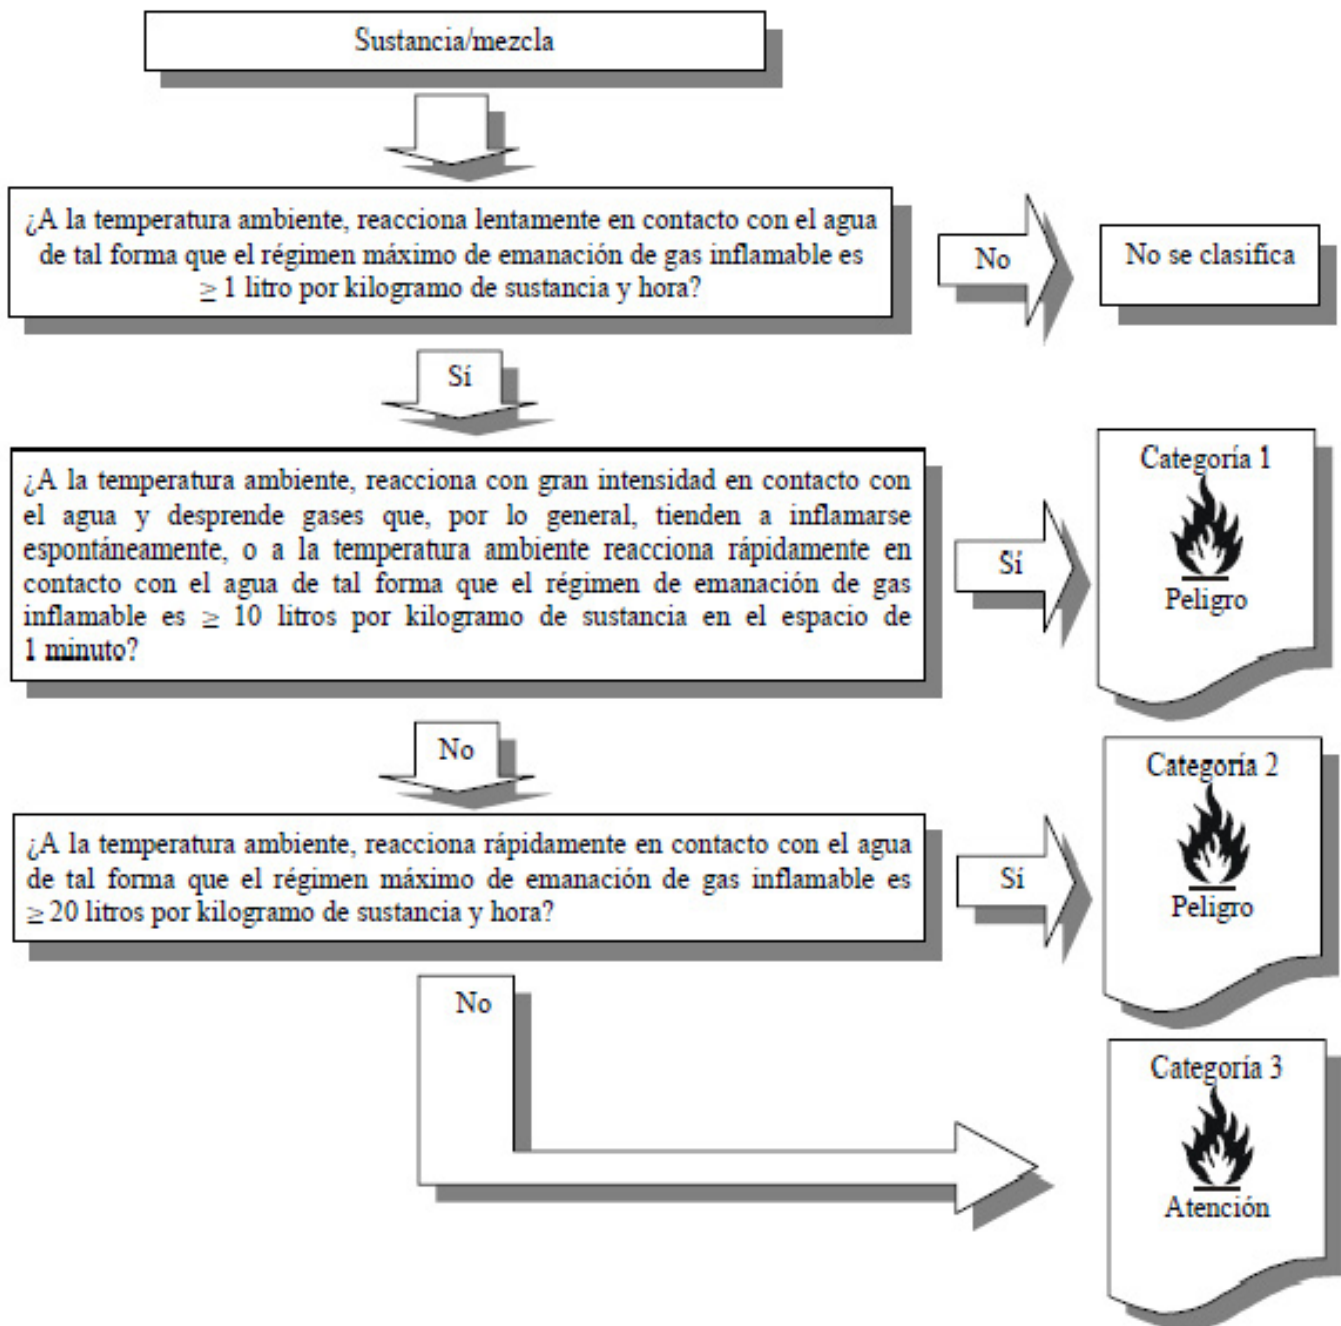 Sustancia/mezcla
¿A la temperatura ambiente, reacciona lentamente en contacto con el agua
de tal forma que el régimen máximo de emanación de gas inflamable es
≥ 1 litro por kilogramo de sustancia y hora?
No
No se clasifica
Sí
¿A la temperatura ambiente, reacciona con gran intensidad en contacto con
el agua y desprende gases que, por lo general, tienden a inflamarse
espontáneamente, o a la temperatura ambiente reacciona rápidamente en
contacto con el agua de tal forma que el régimen de emanación de gas
inflamable es ≥ 10 litros por kilogramo de sustancia en el espacio de
1 minuto?
Sí
Categoría 1
Peligro
No
¿A la temperatura ambiente, reacciona rápidamente en contacto con el agua
de tal forma que el régimen máximo de emanación de gas inflamable es
≥ 20 litros por kilogramo de sustancia y hora?
Sí
Categoría 2
Peligro
No
Categoría 3
Atención